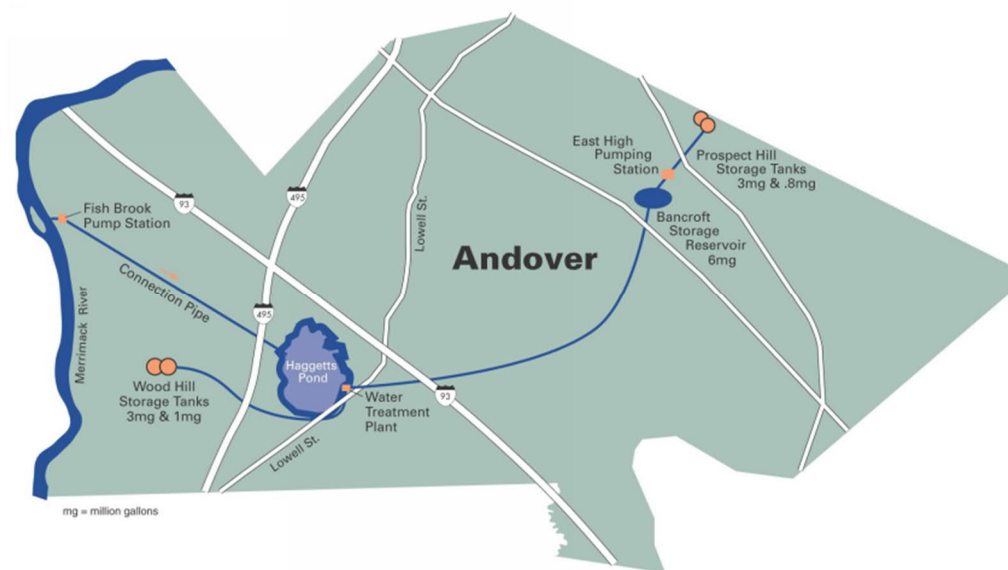 93
495
East High
Pumping
Station
Prospect Hill
Storage Tanks
3mg & .8mg
Fish Brook
Pump Station
Lowell St.
Bancroft
Storage
Reservoir
6mg
Andover
Connection Pipe
495
Merrimack River
Haggetts
Pond
Wood Hill
Storage Tanks
3mg & 1mg
Water
Treatment
Plant
93
Lowell St.
mg = million gallons